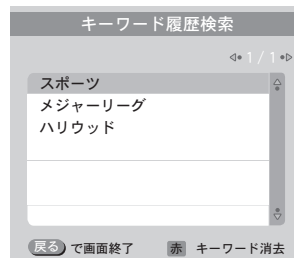 キーワード履歴検索
1 / 1
スポーツ
メジャーリーグ
ハリウッド
戻る で画面終了 赤 キーワード消去